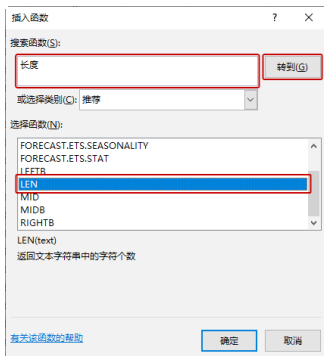 插入函数
? ×
搜索函数(S):
长度
转到(G)
或选择类别(C): 推荐
选择函数(N):
FORECAST.ETS.SEASONALITY
FORECAST.ETS.STAT
LEFTB
LEN
MID
MIDB
RIGHTB
LEN(text)
返回文本字符串中的字符个数
有关该函数的帮助
确定
取消